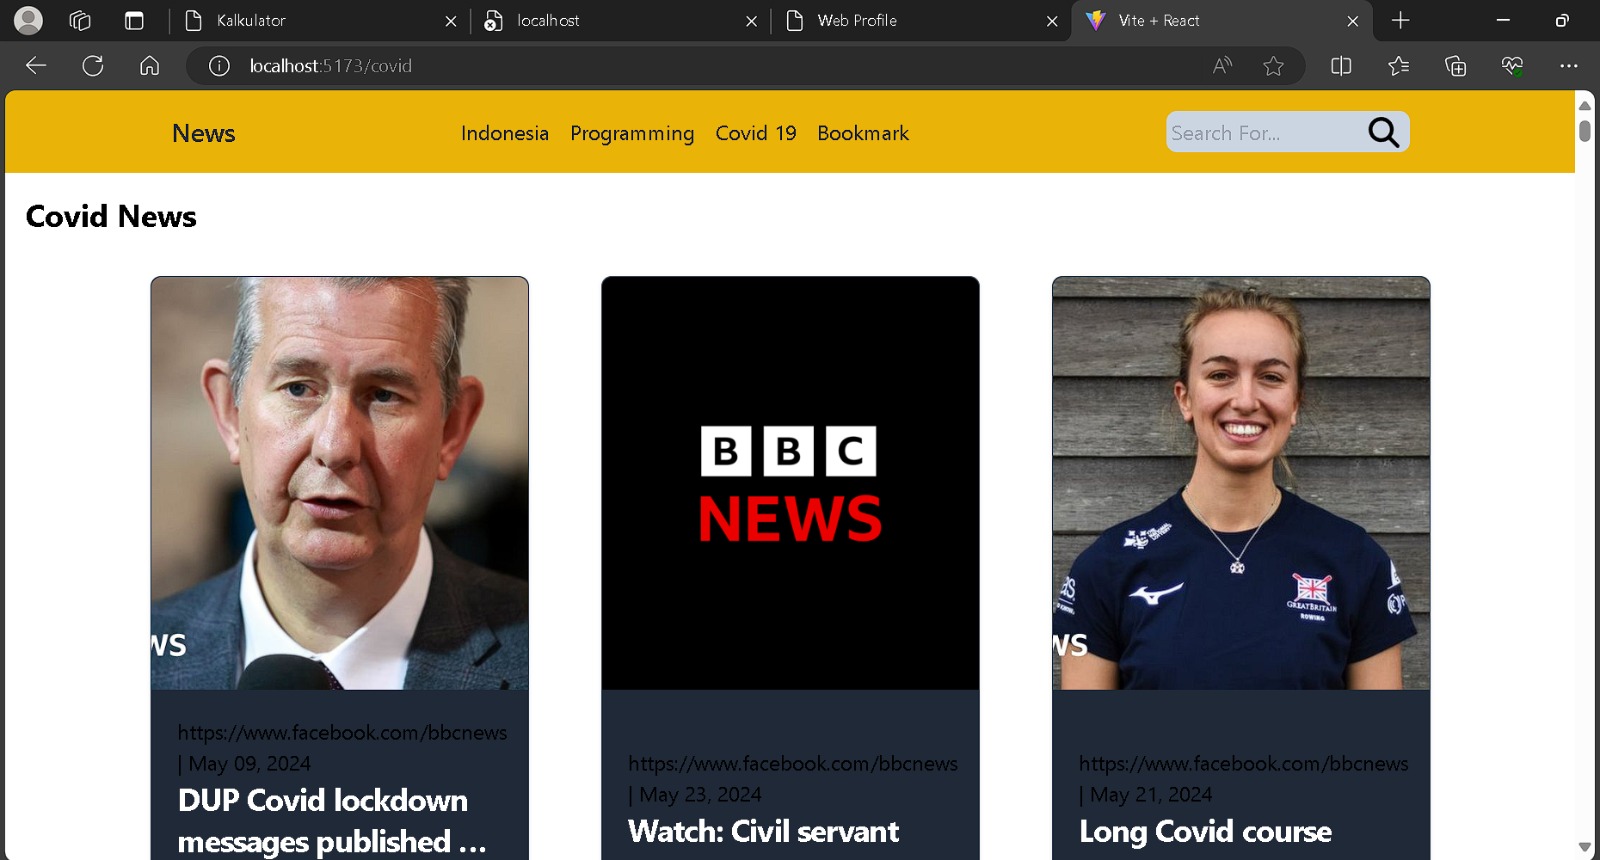 Kalkulator
localhost
Web Profile
Vite + React
localhost:5173/covid
News
Indonesia Programming Covid 19 Bookmark
Search For...
Covid News
BBC
NEWS
GREAT BRITAIN
ROWING
WS
WS
https://www.facebook.com/bbcnews
| May 09, 2024
DUP Covid lockdown
messages published ...
https://www.facebook.com/bbcnews
| May 23, 2024
Watch: Civil servant
https://www.facebook.com/bbcnews
| May 21, 2024
Long Covid course